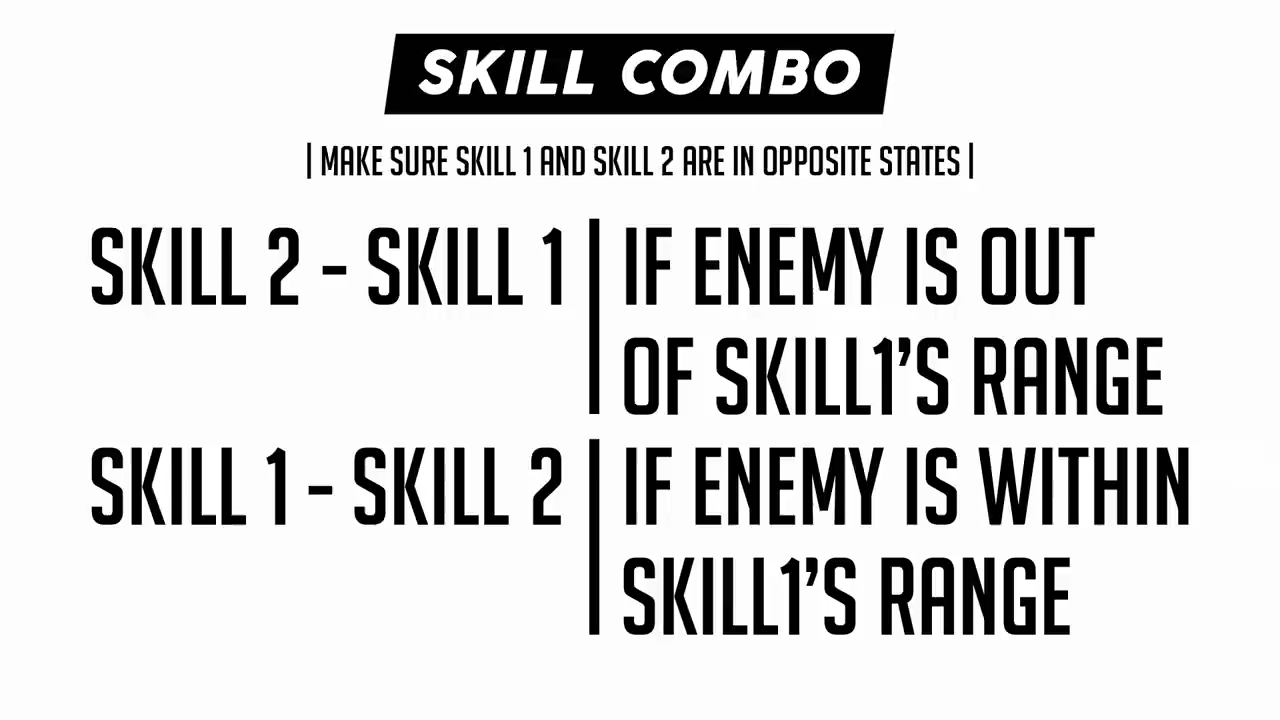 SKILL COMBO
| MAKE SURE SKILL 1 AND SKILL 2 ARE IN OPPOSITE STATES |
SKILL 2 - SKILL 1 | IF ENEMY IS OUT
OF SKILL1'S RANGE
SKILL 1 - SKILL 2 | IF ENEMY IS WITHIN
SKILL1'S RANGE